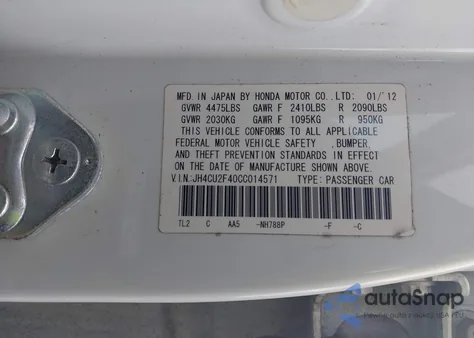 MFD. IN JAPAN BY HONDA MOTOR CO., LTD: 01/'12
GVWR 4475LBS GAWR F 2410LBS R 2090LBS
GVWR 2030KG GAWR F 1095KG R 950KG
THIS VEHICLE CONFORMS TO ALL APPLICABLE
FEDERAL MOTOR VEHICLE SAFETY ,BUMPER,
AND THEFT PREVENTION STANDARDS IN EFFECT
ON THE DATE OF MANUFACTURE SHOWN ABOVE.
V.I.N:JH4CU2F40CC014571 TYPE: PASSENGER CAR
TL2 C AA5 -NH788P -F -C
autoSnap